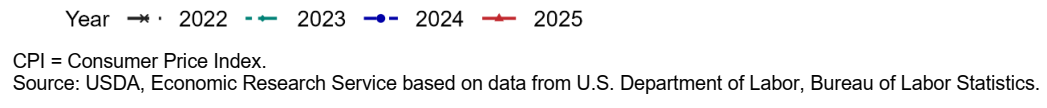 Year 2022 2023 2024 2025
CPI = Consumer Price Index.
Source: USDA, Economic Research Service based on data from U.S. Department of Labor, Bureau of Labor Statistics.